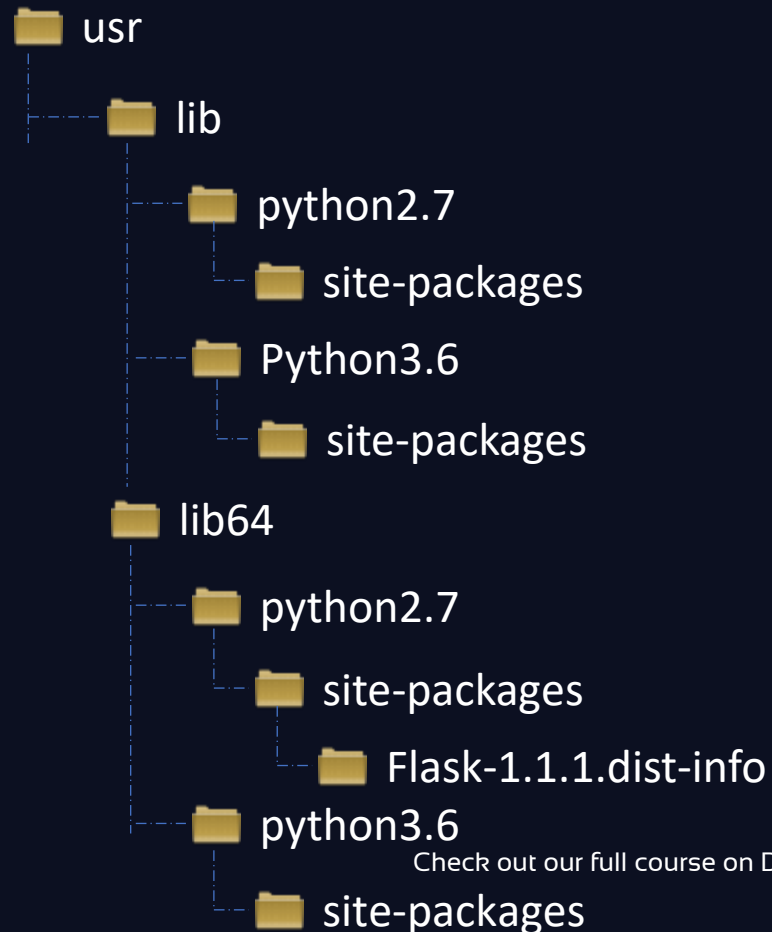 usr
lib
python2.7
site-packages
Python3.6
site-packages
lib64
python2.7
site-packages
Flask-1.1.1.dist-info
python3.6
Check out our full course on
site-packages